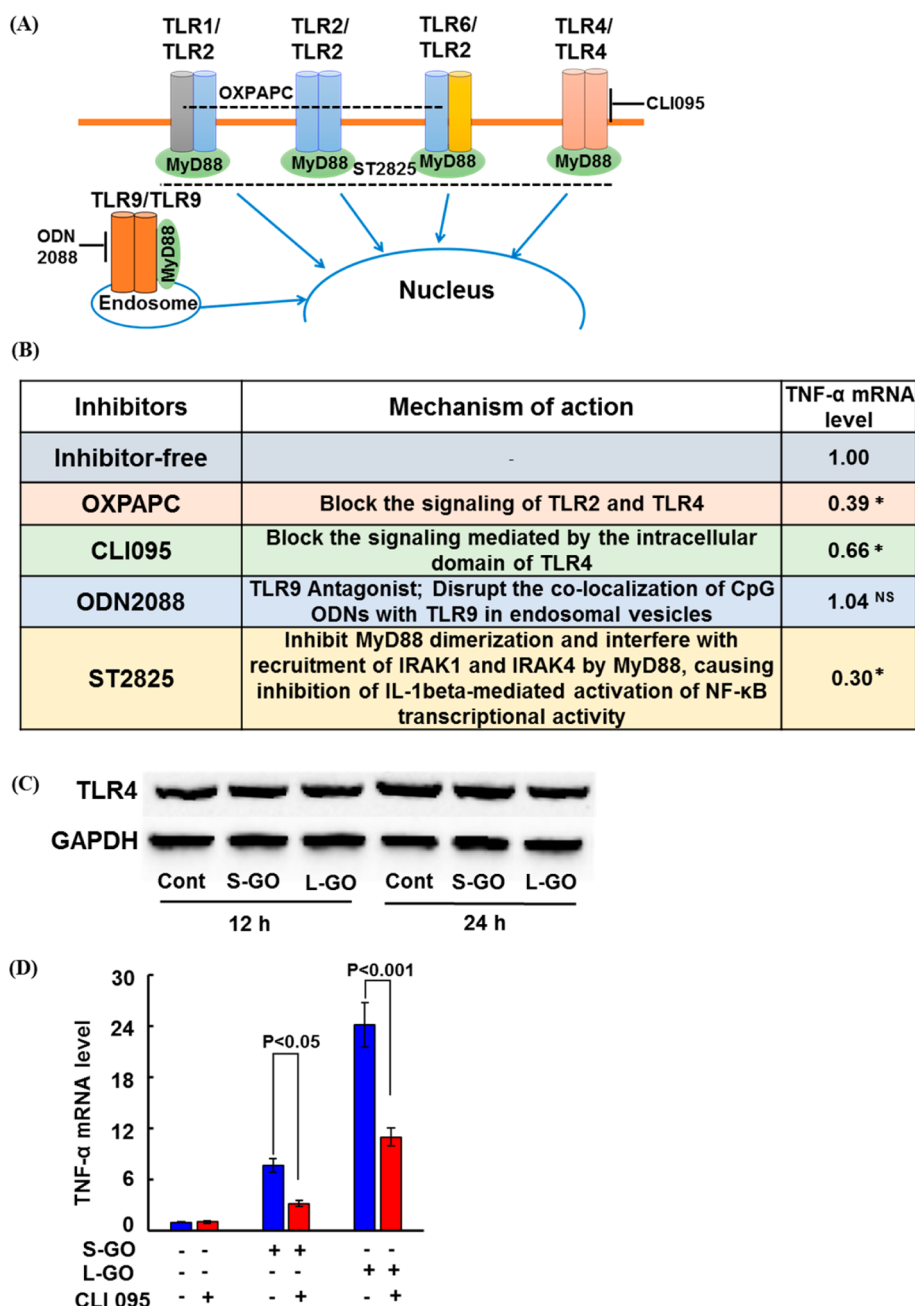 (A)
TLR1/ TLR2/ TLR6/ TLR4/
TLR2 TLR2 TLR2 TLR4
OXPAPC
CLI095
MyD88 MyD88 MyD88 MyD88
ST2825
TLR9/TLR9
ODN
2088
MyD88
Endosome
Nucleus
(B)
Inhibitors Mechanism of action TNF-α mRNA
level
Inhibitor-free - 1.00
OXPAPC Block the signaling of TLR2 and TLR4 0.39 *
CLI095 Block the signaling mediated by the intracellular
domain of TLR4 0.66 *
ODN2088 TLR9 Antagonist; Disrupt the co-localization of CpG
ODNs with TLR9 in endosomal vesicles 1.04 NS
Inhibit MyD88 dimerization and interfere with
ST2825 recruitment of IRAK1 and IRAK4 by MyD88, causing 0.30 *
inhibition of IL-1beta-mediated activation of NF-κB
transcriptional activity
(C)
TLR4
GAPDH
Cont S-GO L-GO Cont S-GO L-GO
12 h 24 h
(D)
TNF-α mRNA level
30
24
18
12
6
0
P<0.05
P<0.001
S-GO - - + + - -
L-GO - - - - + +
CLI 095 - + - + - +